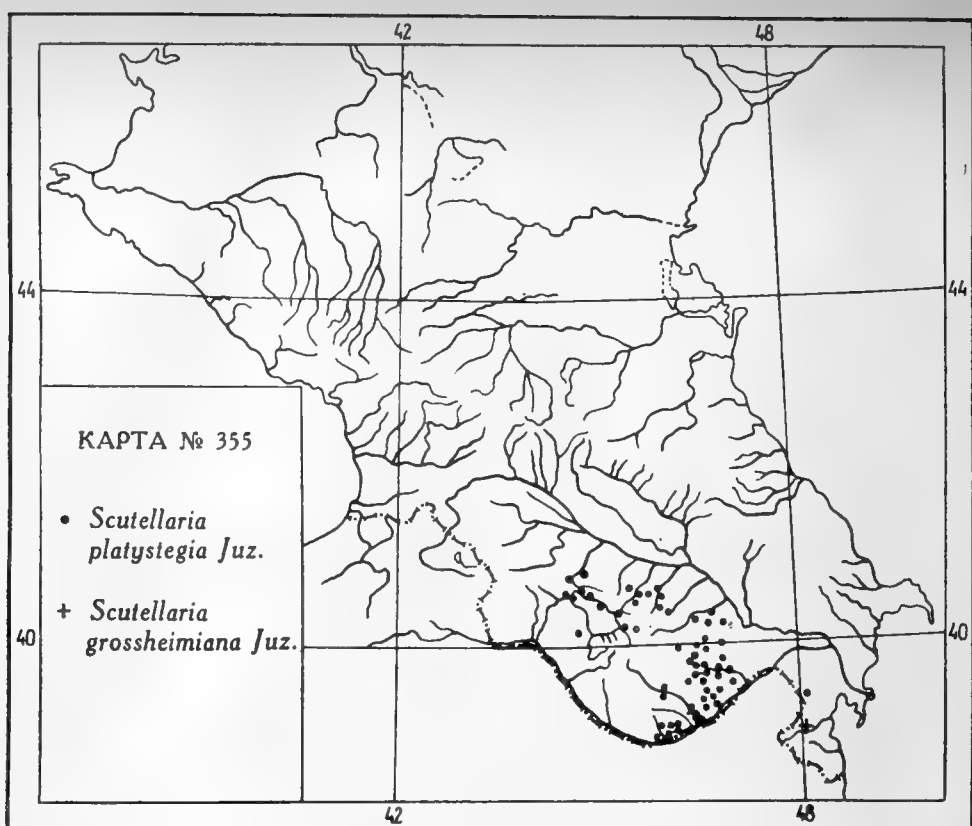 42 48
44 44
КАРТА № 355
• Scutellaria
platystegia Juz.
+ Scutellaria
grossheimiana Juz.
40 40
42 48